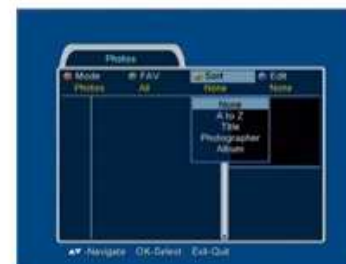 Photos
Mode FAV Sort Edit
Photos All None None
None
A to Z
Title
Photographer
Album
▲▼-Navigate OK-Select Exit-Quit